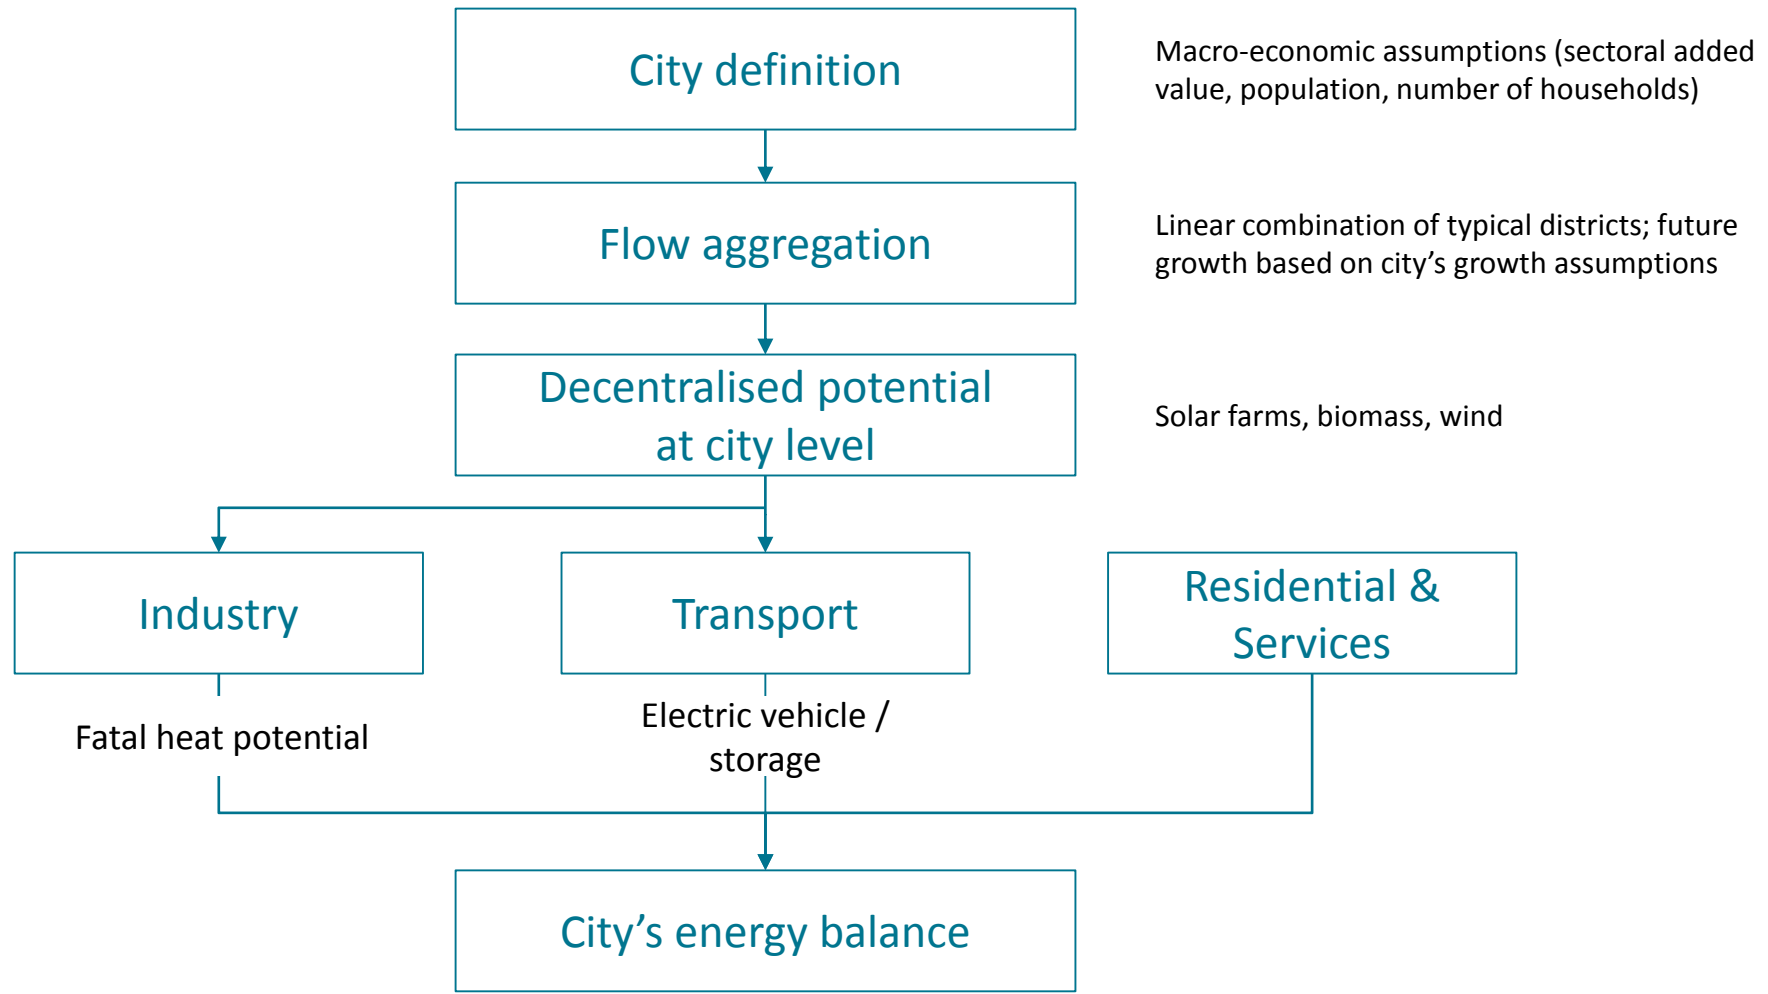 City definition
Macro-economic assumptions (sectoral added
value, population, number of households)
Flow aggregation
Linear combination of typical districts; future
growth based on city’s growth assumptions
Decentralised potential
at city level
Solar farms, biomass, wind
Industry
Transport
Residential &
Services
Fatal heat potential
Electric vehicle /
storage
City’s energy balance